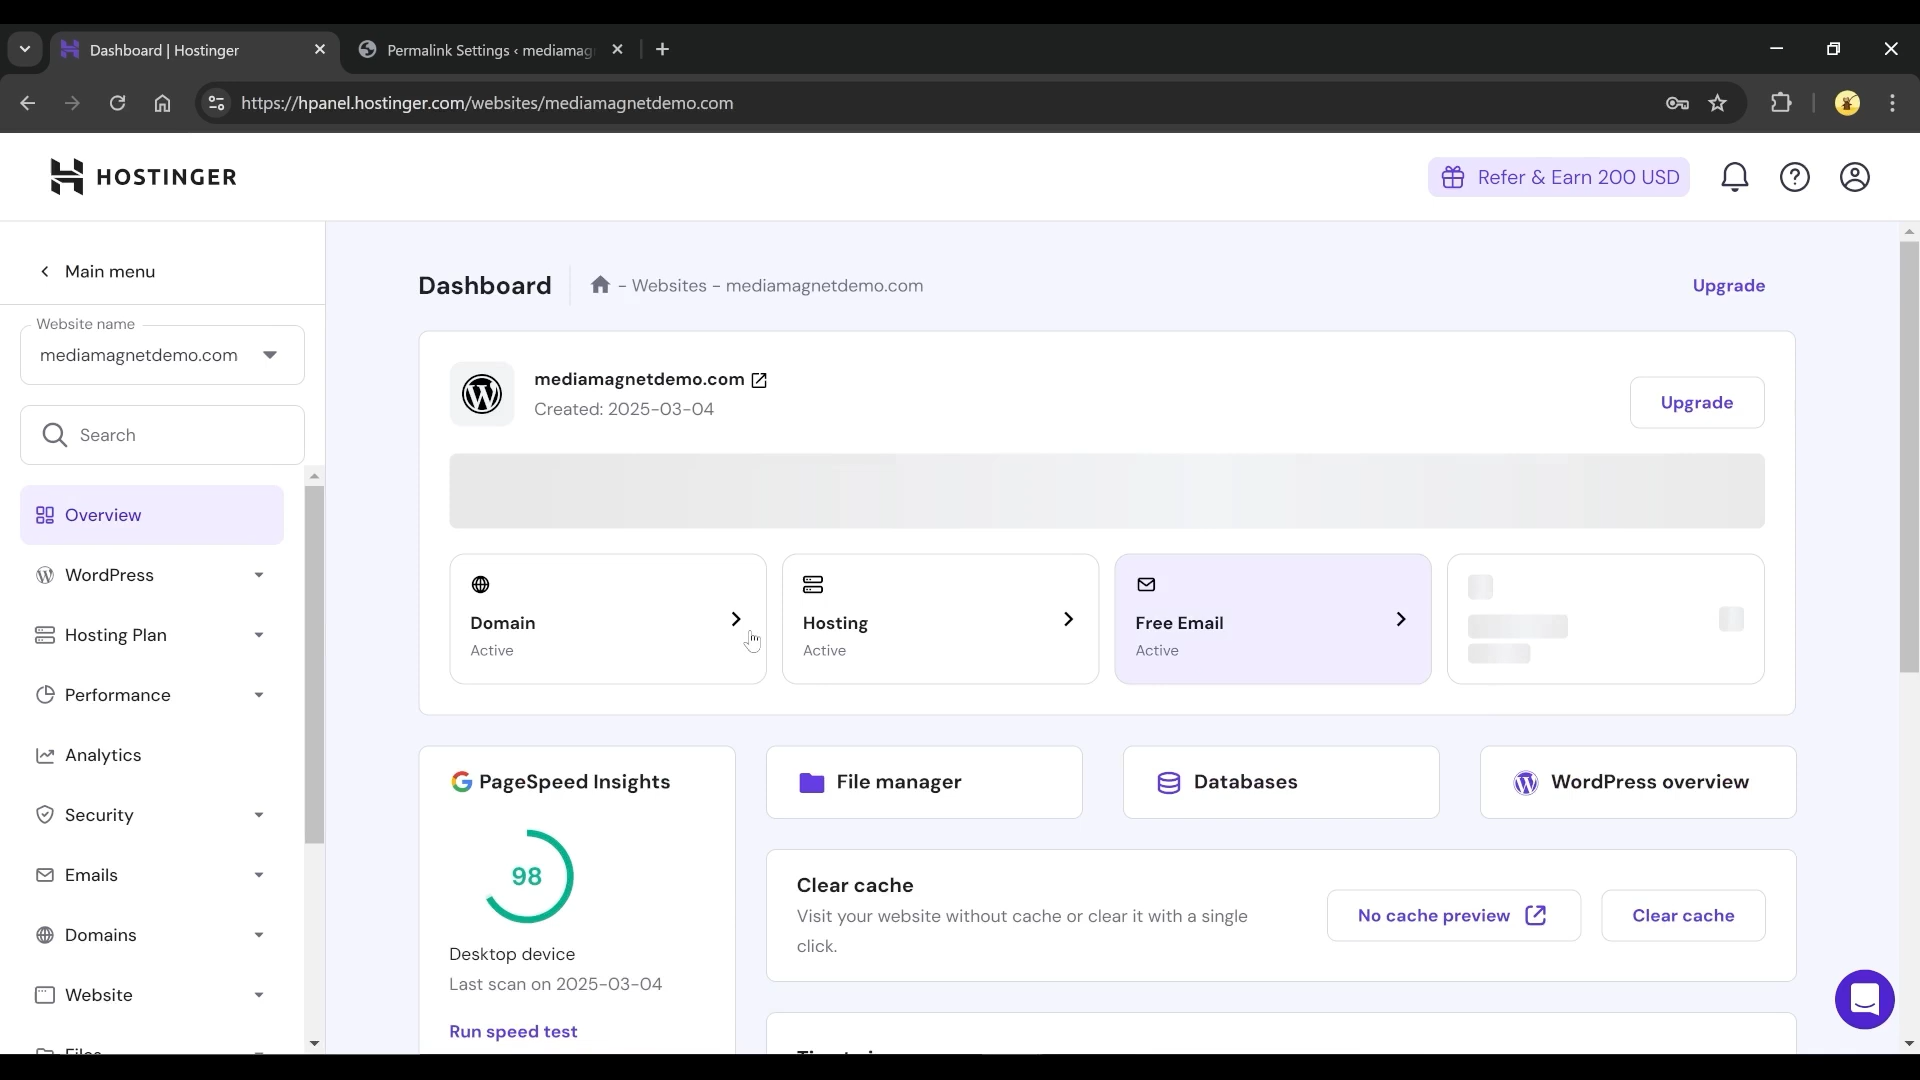 Dashboard | Hostinger
Permalink Settings ‹ mediamag
https://hpanel.hostinger.com/websites/mediamagnetdemo.com
HOSTINGER
Refer & Earn 200 USD
Main menu
Website name
mediamagnetdemo.com
Search
Overview
WordPress
Hosting Plan
Performance
Analytics
Security
Emails
Domains
Website
Files
Dashboard
- Websites - mediamagnetdemo.com
Upgrade
mediamagnetdemo.com
Created: 2025-03-04
Upgrade
Domain
Active
Hosting
Active
Free Email
Active
PageSpeed Insights
98
Desktop device
Last scan on 2025-03-04
Run speed test
File manager
Databases
WordPress overview
Clear cache
Visit your website without cache or clear it with a single
click.
No cache preview
Clear cache